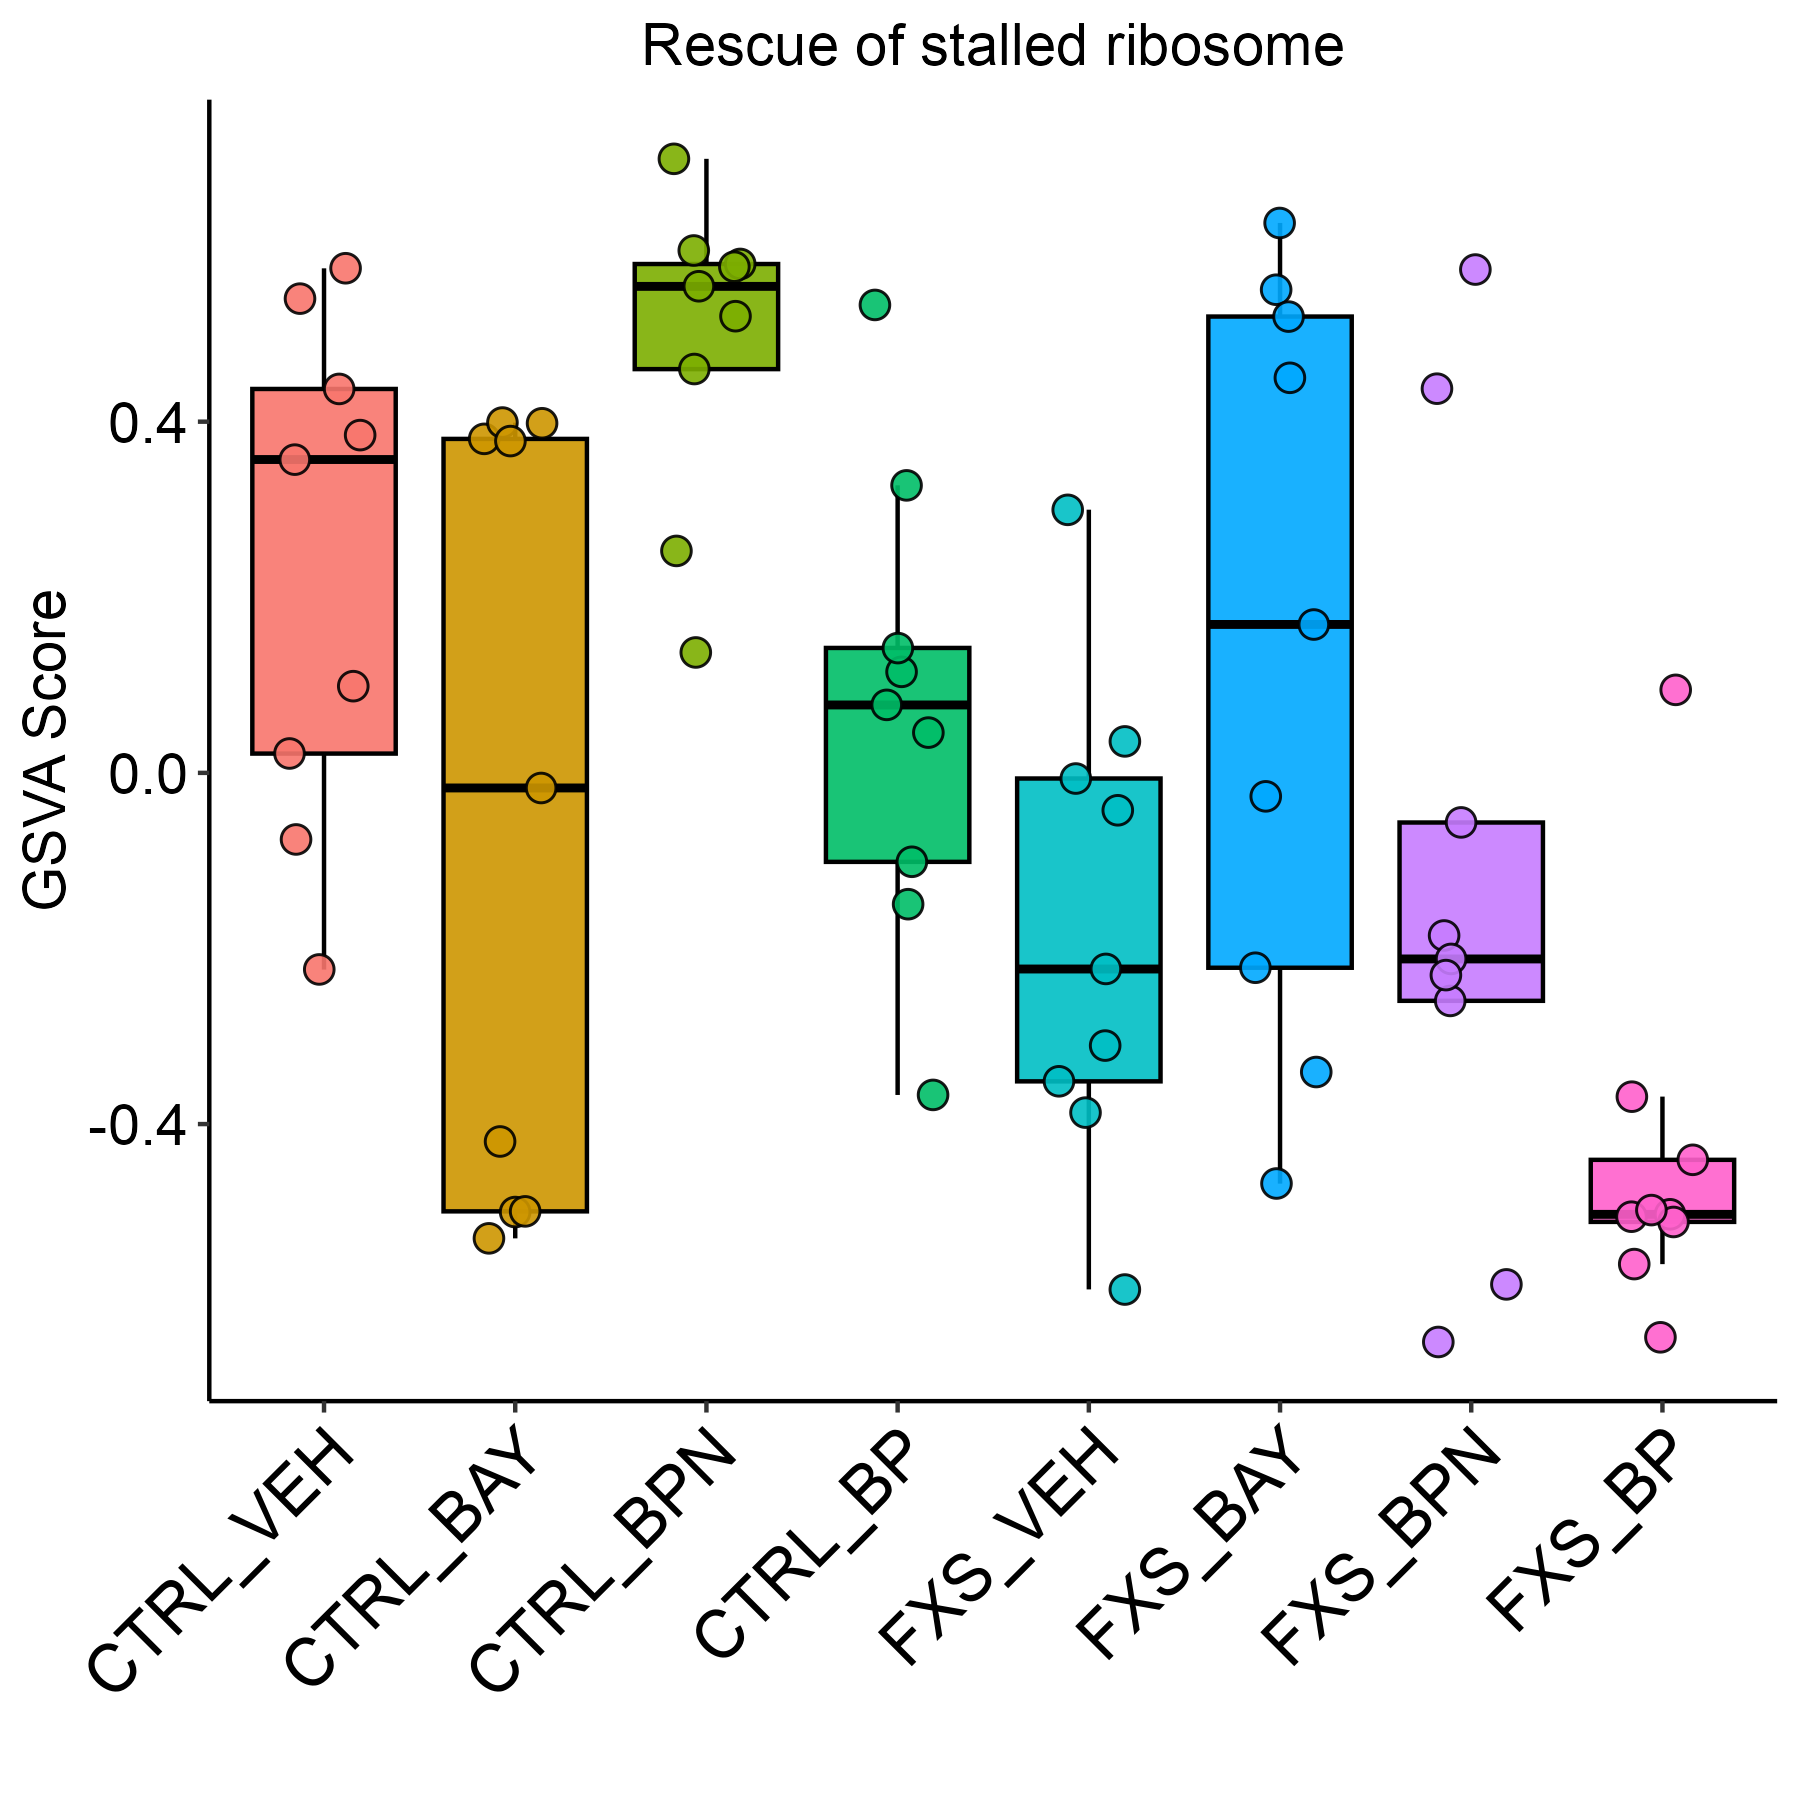 Rescue of stalled ribosome
GSVA Score
0.4
0.0
-0.4
CTRL_VEH
CTRL_BAY
CTRL_BPN
CTRL_BP
FXS_VEH
FXS_BAY
FXS_BPN
FXS_BP